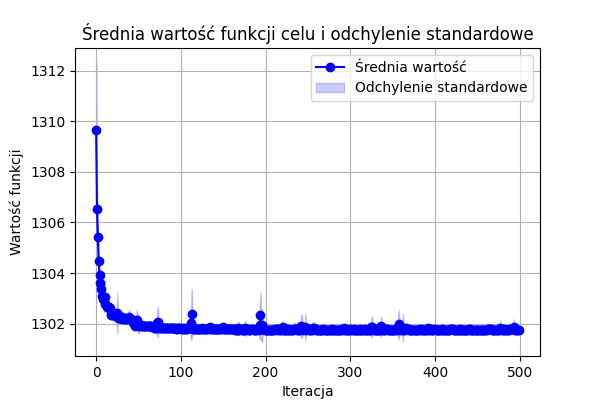 Średnia wartość funkcji celu i odchylenie standardowe
Średnia wartość
Odchylenie standardowe
Wartość funkcji
1312
1310
1308
1306
1304
1302
0 100 200 300 400 500
Iteracja